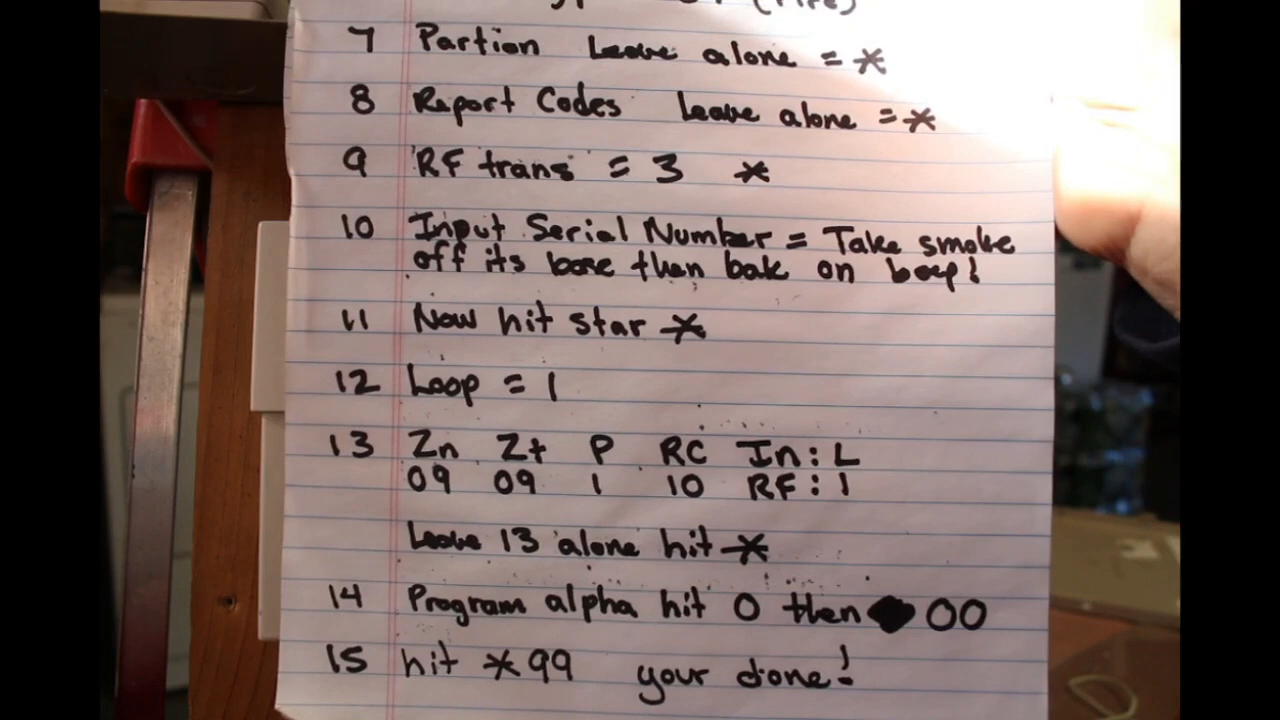 (Fire)
7 Partion Leave alone = *
8 Report Codes Leave alone = *
9 RF trans = 3 *
10 Input Serial Number = Take smoke
off its base then bak on beep!
11 Now hit star *
12 Loop = 1
13 Zn Zt P RC In: L
09 09 1 10 RF: 1
Leave 13 alone hit *
14 Program alpha hit 0 then 00
15 hit *99 your done!